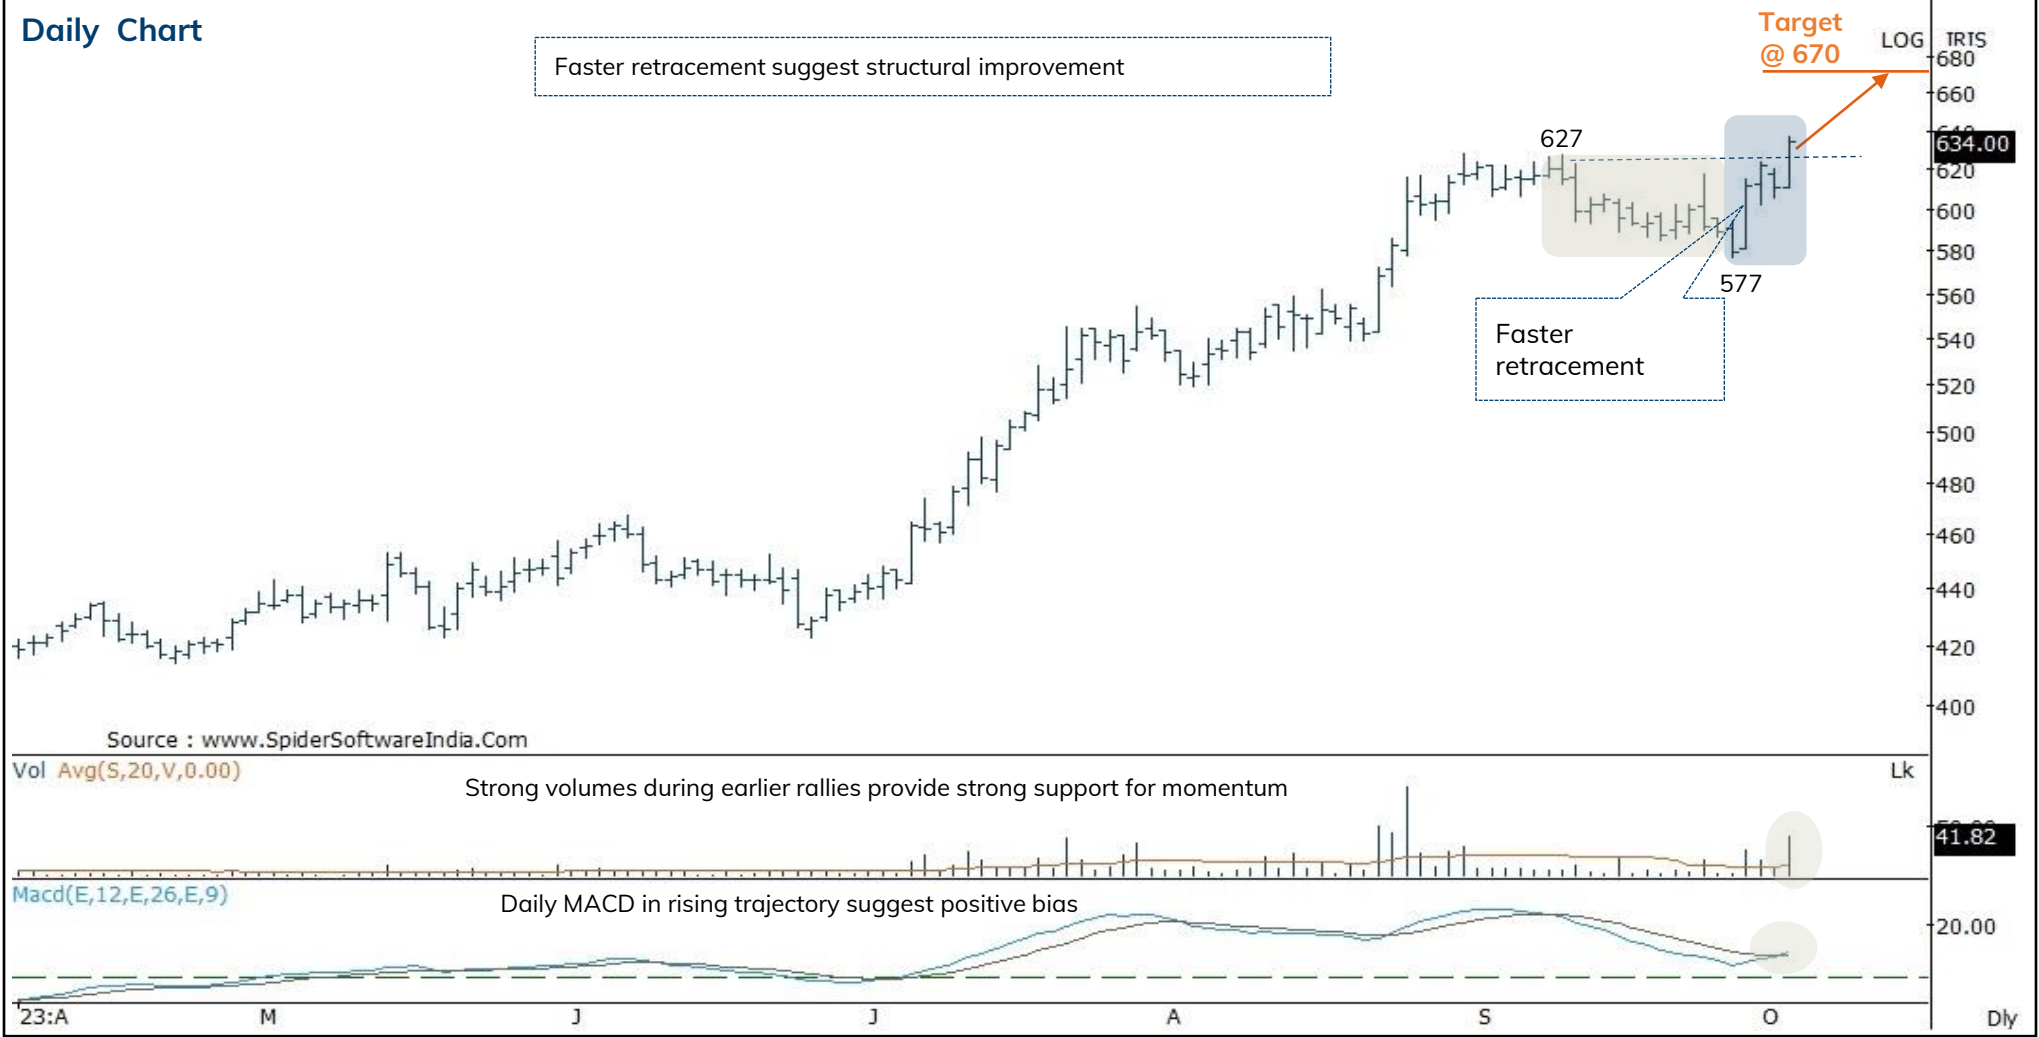 Daily Chart
Faster retracement suggest structural improvement
Target
@ 670
LOG
IRIS
680
660
640
634.00
620
600
580
560
540
520
500
480
460
440
420
400
627
577
Faster
retracement
Source : www.SpiderSoftwareIndia.Com
Vol Avg(S,20,V,0.00)
Strong volumes during earlier rallies provide strong support for momentum
Lk
41.82
Macd(E,12,E,26,E,9)
Daily MACD in rising trajectory suggest positive bias
20.00
23:A M J J A S O Dly